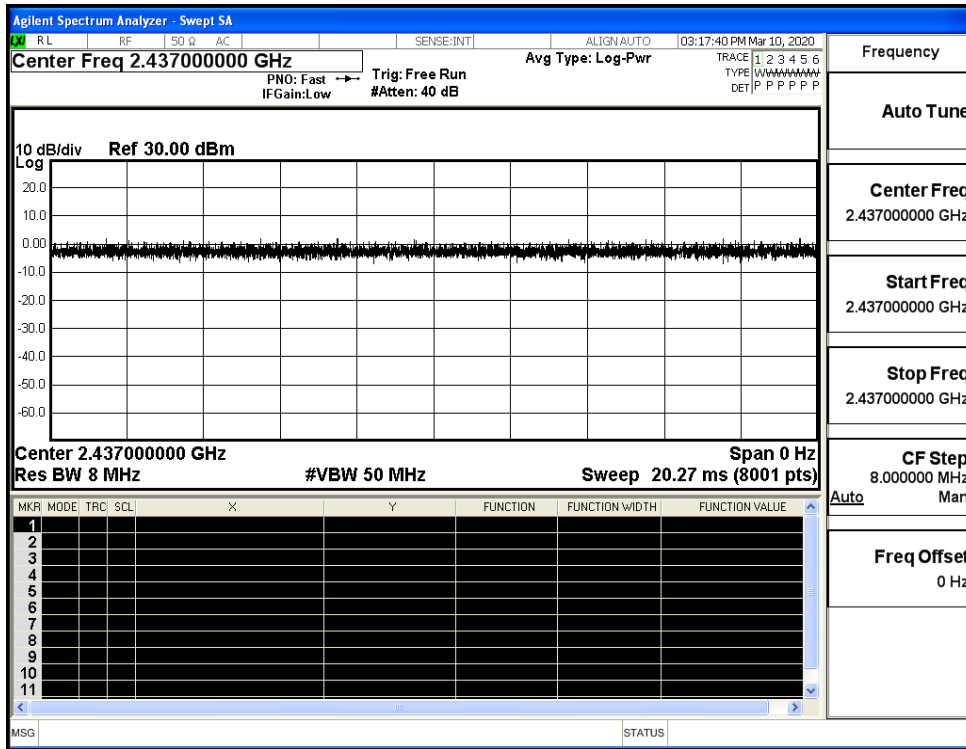 Agilent Spectrum Analyzer - Swept SA
LXI RL RF 50 Ω AC SENSE:INT ALIGN AUTO 03:17:40 PM Mar 10, 2020
Center Freq 2.437000000 GHz
Avg Type: Log-Pwr
TRACE 1 2 3 4 5 6
TYPE
DET P P P P P P
PNO: Fast
IFGain:Low
Trig: Free Run
#Atten: 40 dB
10 dB/div Ref 30.00 dBm
Log
20.0
10.0
0.00
-10.0
-20.0
-30.0
-40.0
-50.0
-60.0
Center 2.437000000 GHz Span 0 Hz
Res BW 8 MHz #VBW 50 MHz Sweep 20.27 ms (8001 pts)
MKR MODE TRC SCL X Y FUNCTION FUNCTION WIDTH FUNCTION VALUE
1
2
3
4
5
6
7
8
9
10
11
MSG STATUS
Frequency
Auto Tune
Center Freq
2.437000000 GHz
Start Freq
2.437000000 GHz
Stop Freq
2.437000000 GHz
CF Step
8.000000 MHz
Auto Man
Freq Offset
0 Hz